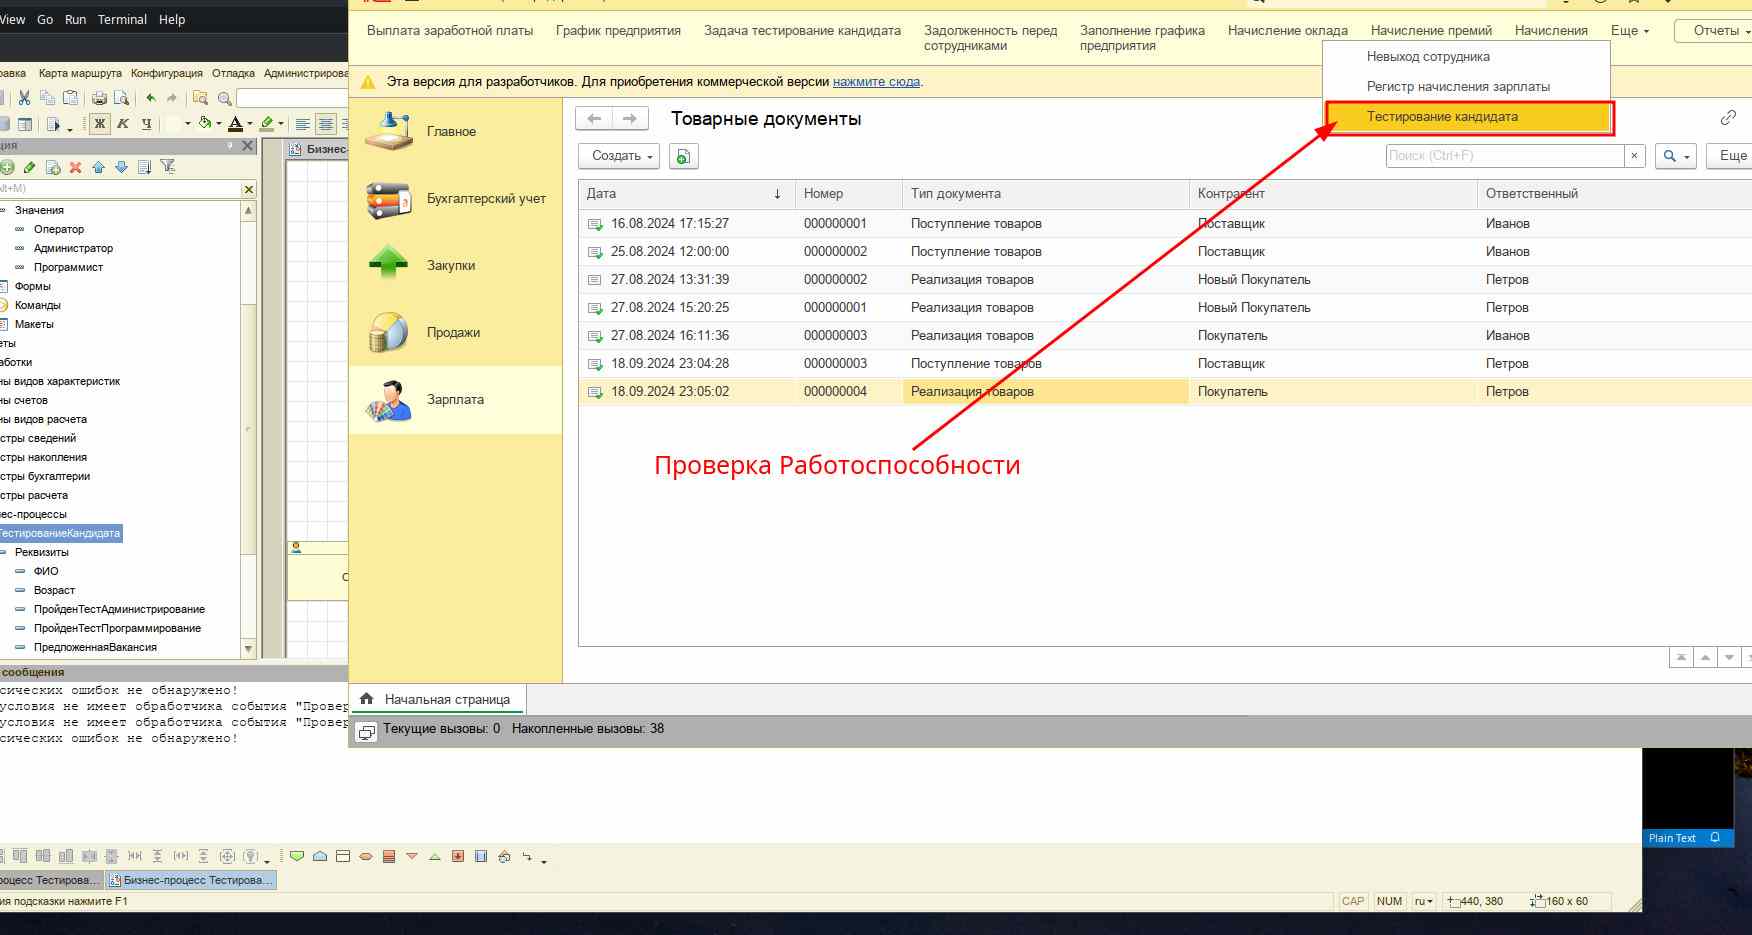 View Go Run Terminal Help
Выплата заработной платы График предприятия Задача тестирование кандидата Задолженность перед сотрудниками Заполнение графика предприятия Начисление оклада Начисление премий Начисления Еще Отчеты
Невыход сотрудника
Регистр начисления зарплаты
Тестирование кандидата
Карта маршрута Конфигурация Отладка
Эта версия для разработчиков. Для приобретения коммерческой версии нажмите сюда.
Ж К Ч
Главное
Бухгалтерский учет
Закупки
Продажи
Зарплата
Товарные документы
Создать
Поиск (Ctrl+F) × Еще
Дата ↓ Номер Тип документа Контрагент Ответственный
16.08.2024 17:15:27 000000001 Поступление товаров Поставщик Иванов
25.08.2024 12:00:00 000000002 Поступление товаров Поставщик Иванов
27.08.2024 13:31:39 000000002 Реализация товаров Новый Покупатель Петров
27.08.2024 15:20:25 000000001 Реализация товаров Новый Покупатель Петров
27.08.2024 16:11:36 000000003 Реализация товаров Покупатель Иванов
18.09.2024 23:04:28 000000003 Поступление товаров Поставщик Петров
18.09.2024 23:05:02 000000004 Реализация товаров Покупатель Петров
Проверка Работоспособности
Бизнес-
Значения
Оператор
Администратор
Программист
Формы
Команды
Макеты
ны видов характеристик
ны счетов
ны видов расчета
стры сведений
стры накопления
стры бухгалтерии
стры расчета
нес-процессы
ТестированиеКандидата
Реквизиты
ФИО
Возраст
ПройденТестАдминистрирование
ПройденТестПрограммирование
ПредложеннаяВакансия
сообщения
сических ошибок не обнаружено!
условия не имеет обработчика события "Провер
условия не имеет обработчика события "Провер
сических ошибок не обнаружено!
Начальная страница
Текущие вызовы: 0 Накопленные вызовы: 38
Plain Text
роцесс Тестирова... Бизнес-процесс Тестирова...
ия подсказки нажмите F1
CAP NUM ru 440, 380 160 x 60